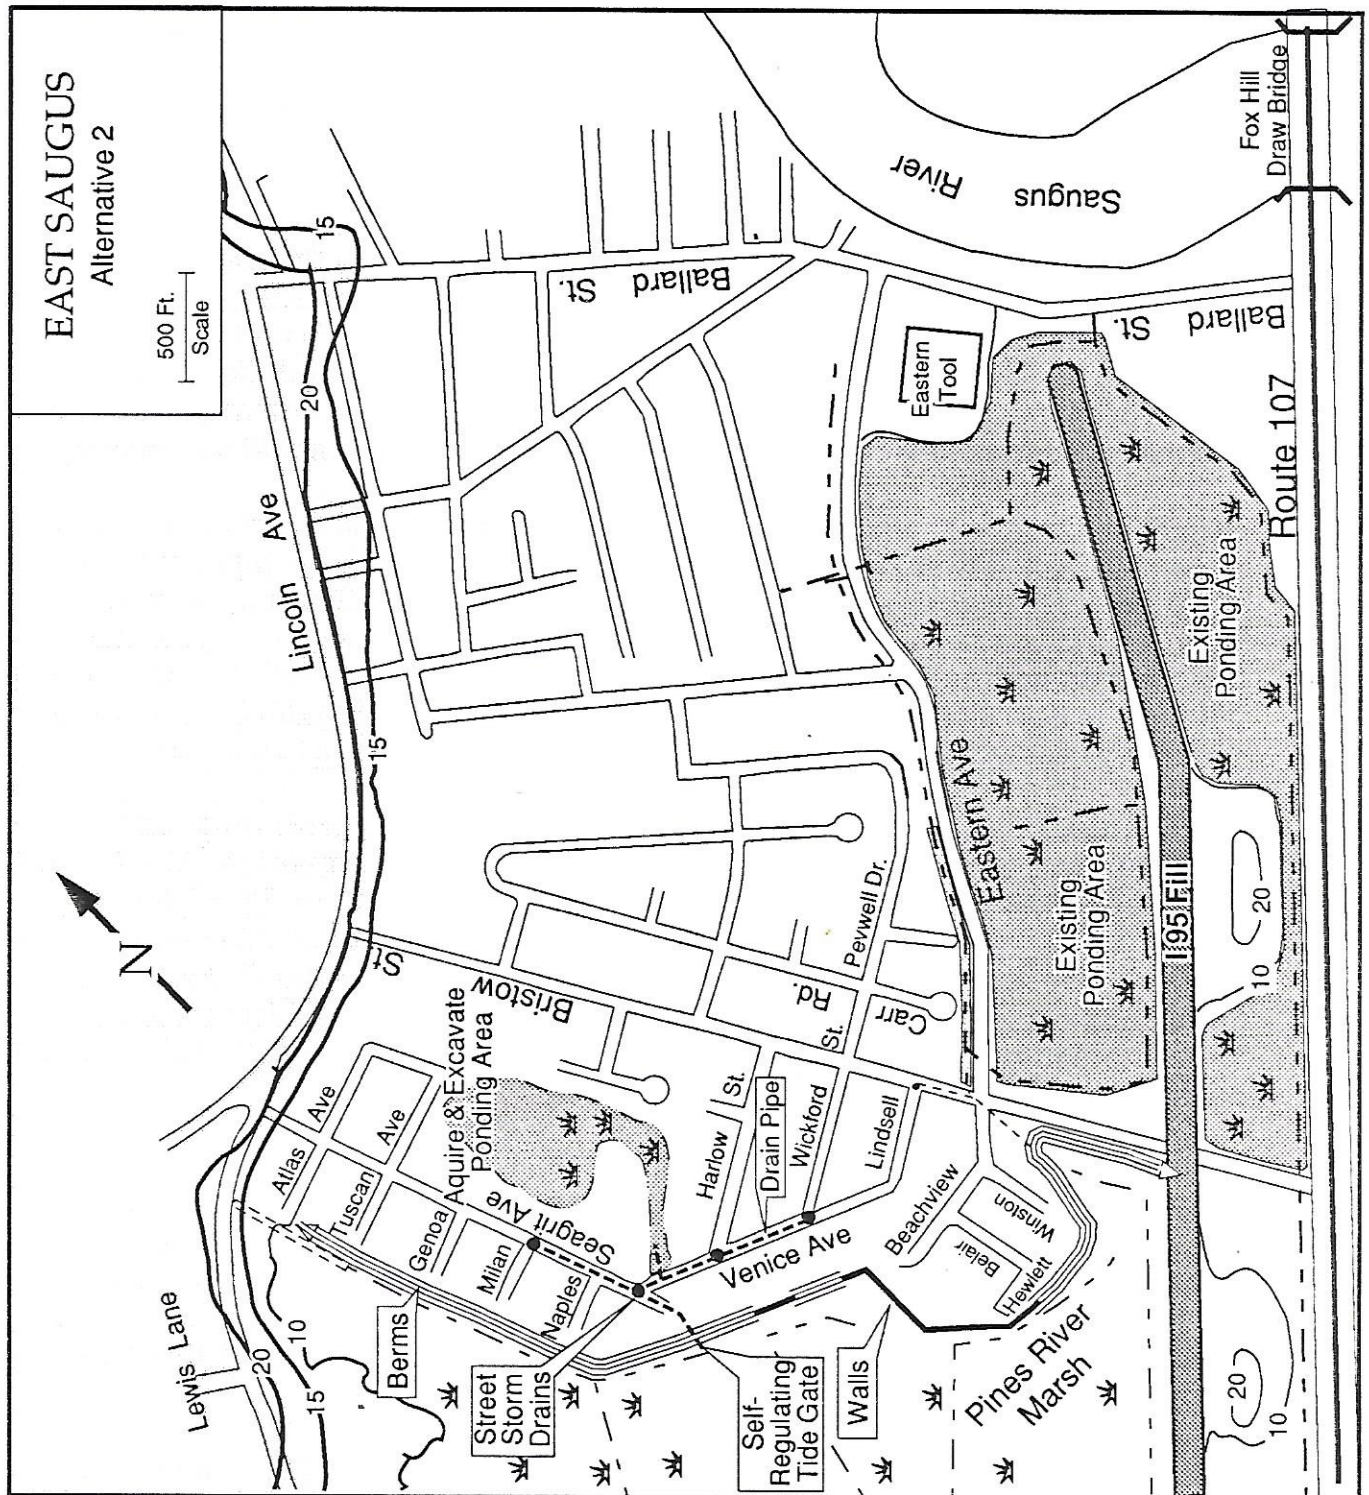 EAST SAUGUS
Alternative 2
500 Ft.
Scale
Fox Hill
Draw Bridge
Saugus
River
15
20
Ballard St.
Ballard St.
Eastern
Tool
Route 107
Lincoln Ave
15
Existing
Ponding Area
Existing
Ponding Area
Eastern Ave
I 95 Fill
20
10
N
Bristow St
Pevwell Dr.
Carr Rd.
Aquire & Excavate
Ponding Area
Atlas Ave
Tuscan Ave
Genoa
Milan
Naples
Seagrit Ave
Harlow St.
Drain Pipe
Wickford St.
Lindsell
Venice Ave
Beachview
Winston
Belair
Hewlett
Lewis Lane
10
20
15
Berms
Street
Storm
Drains
Self-
Regulating
Tide Gate
Walls
Pines River
Marsh
20
10